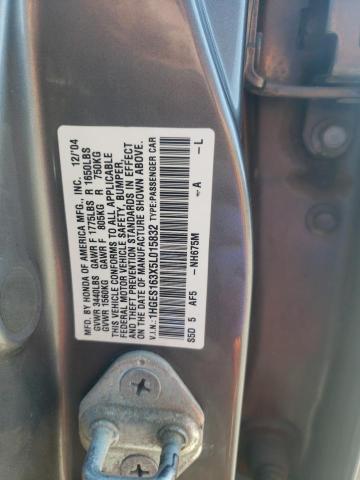 MFD. BY HONDA OF AMERICA MFG., INC. 12/'04
GVWR 3440LBS GAWR F 1775LBS R 1650LBS
GVWR 1560KG GAWR F 805KG R 750KG
THIS VEHICLE CONFORMS TO ALL APPLICABLE
FEDERAL MOTOR VEHICLE SAFETY, BUMPER,
AND THEFT PREVENTION STANDARDS IN EFFECT
ON THE DATE OF MANUFACTURE SHOWN ABOVE.
V.I.N.: 1HGES163X5L015832 TYPE:PASSENGER CAR
S5D 5 AF5 -NH675M -A -L